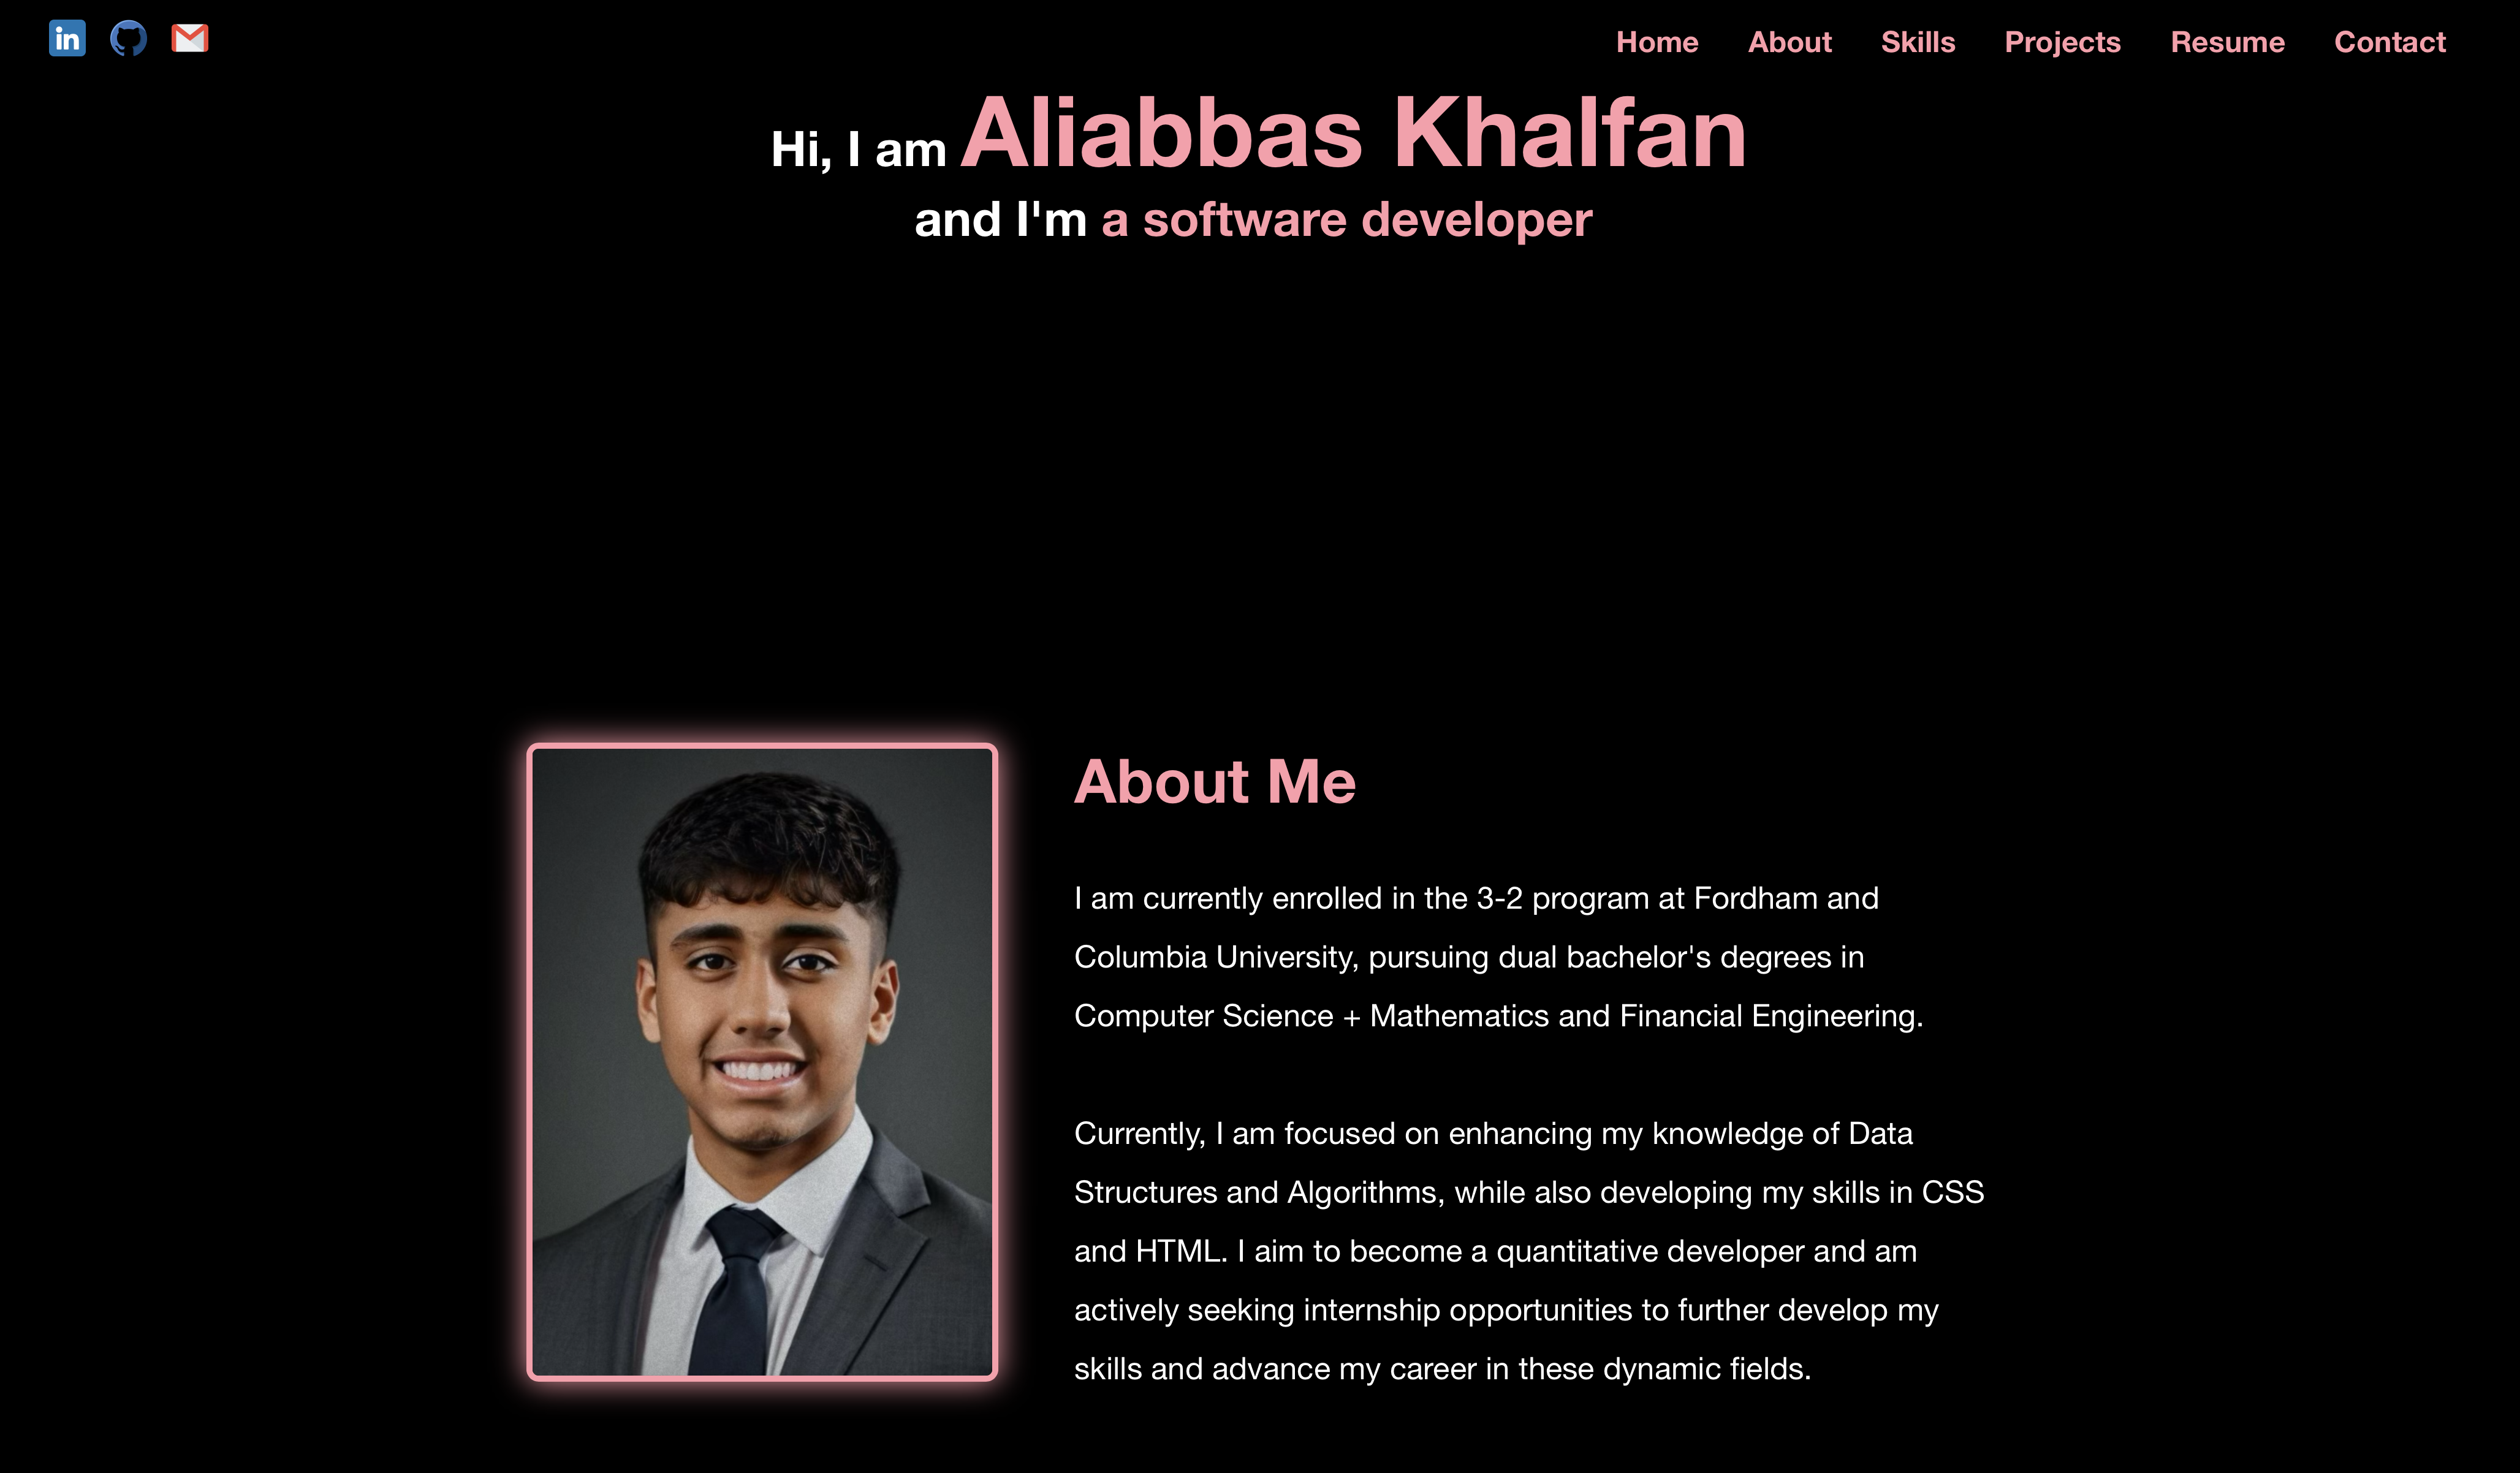 in
Home About Skills Projects Resume Contact
Hi, I am Aliabbas Khalfan
and I'm a software developer
About Me
I am currently enrolled in the 3-2 program at Fordham and
Columbia University, pursuing dual bachelor's degrees in
Computer Science + Mathematics and Financial Engineering.
Currently, I am focused on enhancing my knowledge of Data
Structures and Algorithms, while also developing my skills in CSS
and HTML. I aim to become a quantitative developer and am
actively seeking internship opportunities to further develop my
skills and advance my career in these dynamic fields.